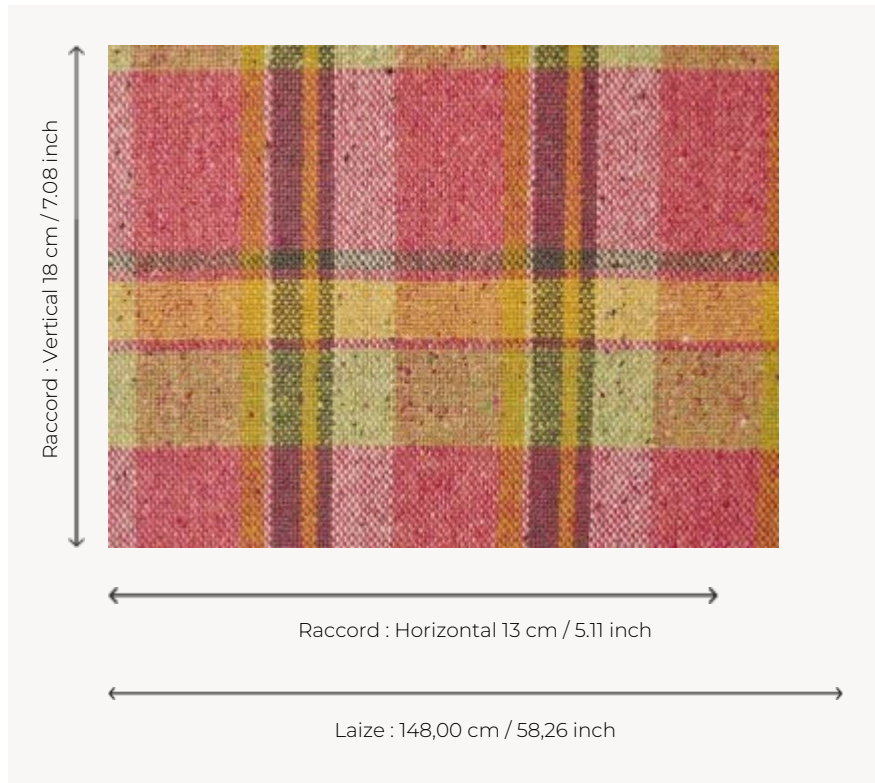 Raccord : Vertical 18 cm / 7.08 inch
Raccord : Horizontal 13 cm / 5.11 inch
Laize : 148,00 cm / 58,26 inch